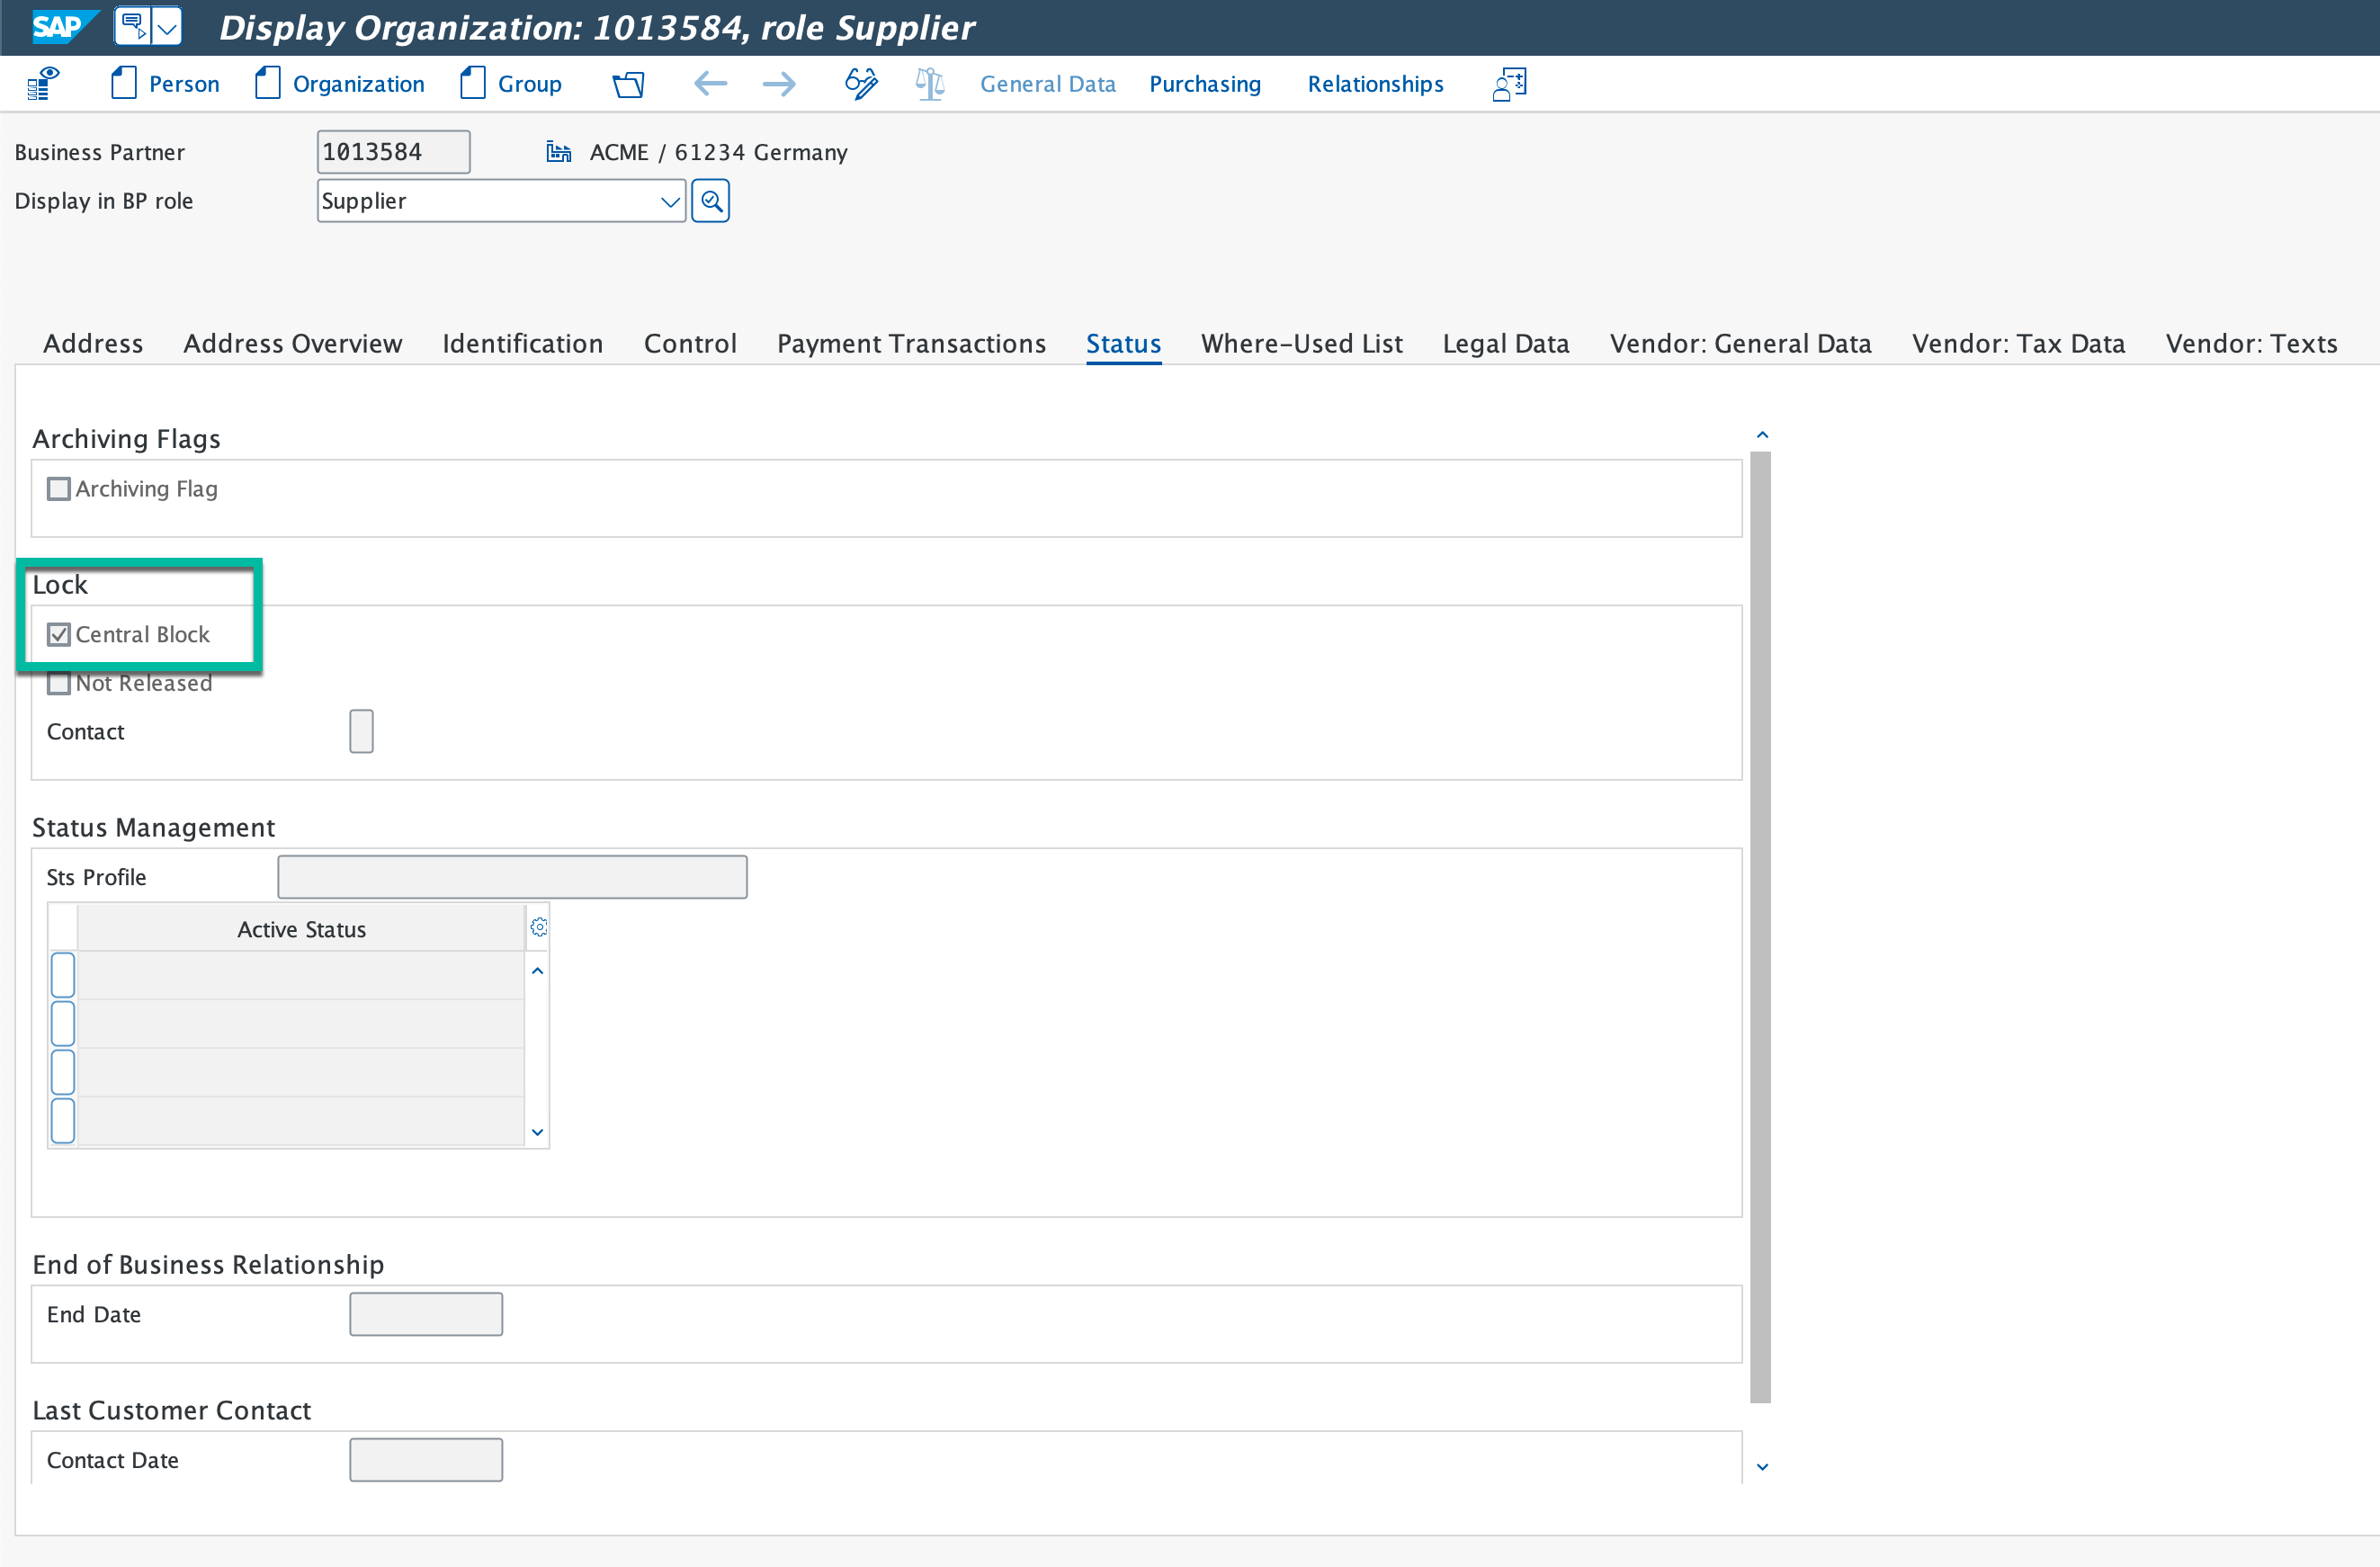 SAP Display Organization: 1013584, role Supplier
Person Organization Group General Data Purchasing Relationships
Business Partner 1013584 ACME / 61234 Germany
Display in BP role Supplier
Address Address Overview Identification Control Payment Transactions Status Where-Used List Legal Data Vendor: General Data Vendor: Tax Data Vendor: Texts
Archiving Flags
Archiving Flag
Lock
Central Block
Not Released
Contact
Status Management
Sts Profile
Active Status
End of Business Relationship
End Date
Last Customer Contact
Contact Date